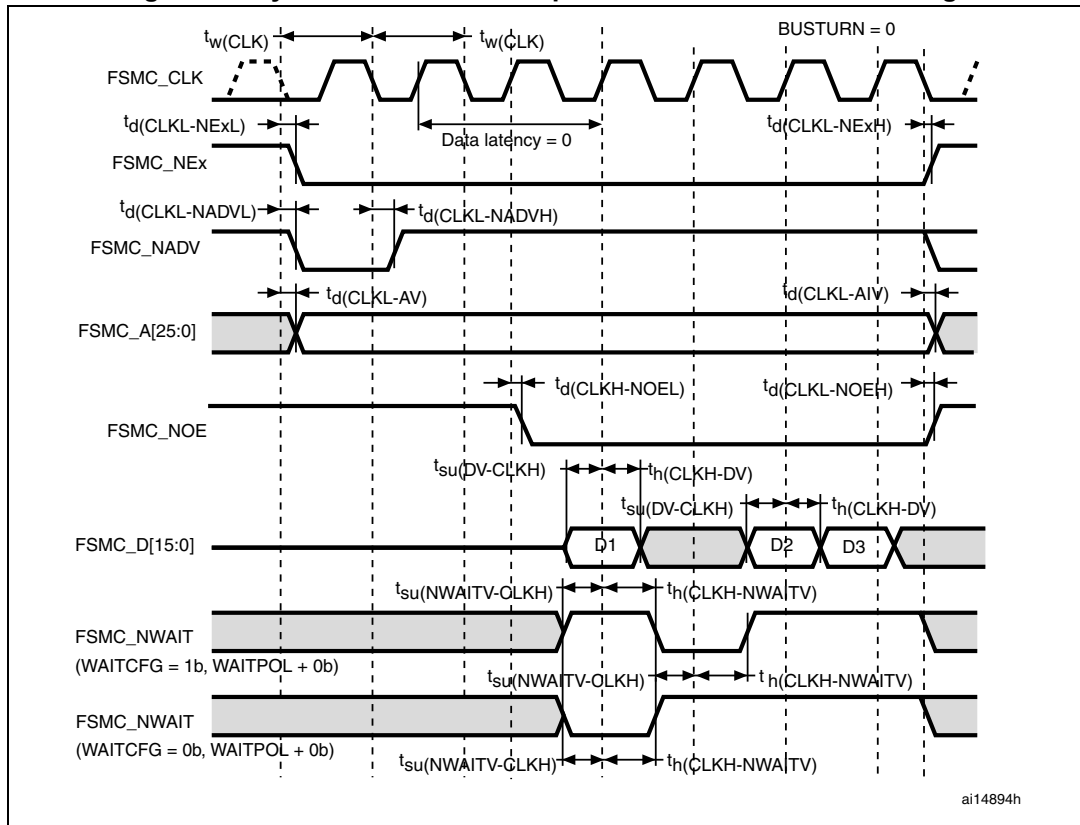 BUSTURN = 0
tw(CLK) tw(CLK)
FSMC_CLK
td(CLKL-NExL) Data latency = 0 td(CLKL-NExH)
FSMC_NEx
td(CLKL-NADVL) td(CLKL-NADVH)
FSMC_NADV
td(CLKL-AV) td(CLKL-AIV)
FSMC_A[25:0]
td(CLKH-NOEL) td(CLKL-NOEH)
FSMC_NOE
tsu(DV-CLKH) th(CLKH-DV)
tsu(DV-CLKH) th(CLKH-DV)
FSMC_D[15:0] D1 D2 D3
tsu(NWAITV-CLKH) th(CLKH-NWAITV)
FSMC_NWAIT
(WAITCFG = 1b, WAITPOL + 0b)
tsu(NWAITV-CLKH) th(CLKH-NWAITV)
FSMC_NWAIT
(WAITCFG = 0b, WAITPOL + 0b)
tsu(NWAITV-CLKH) th(CLKH-NWAITV)
ai14894h